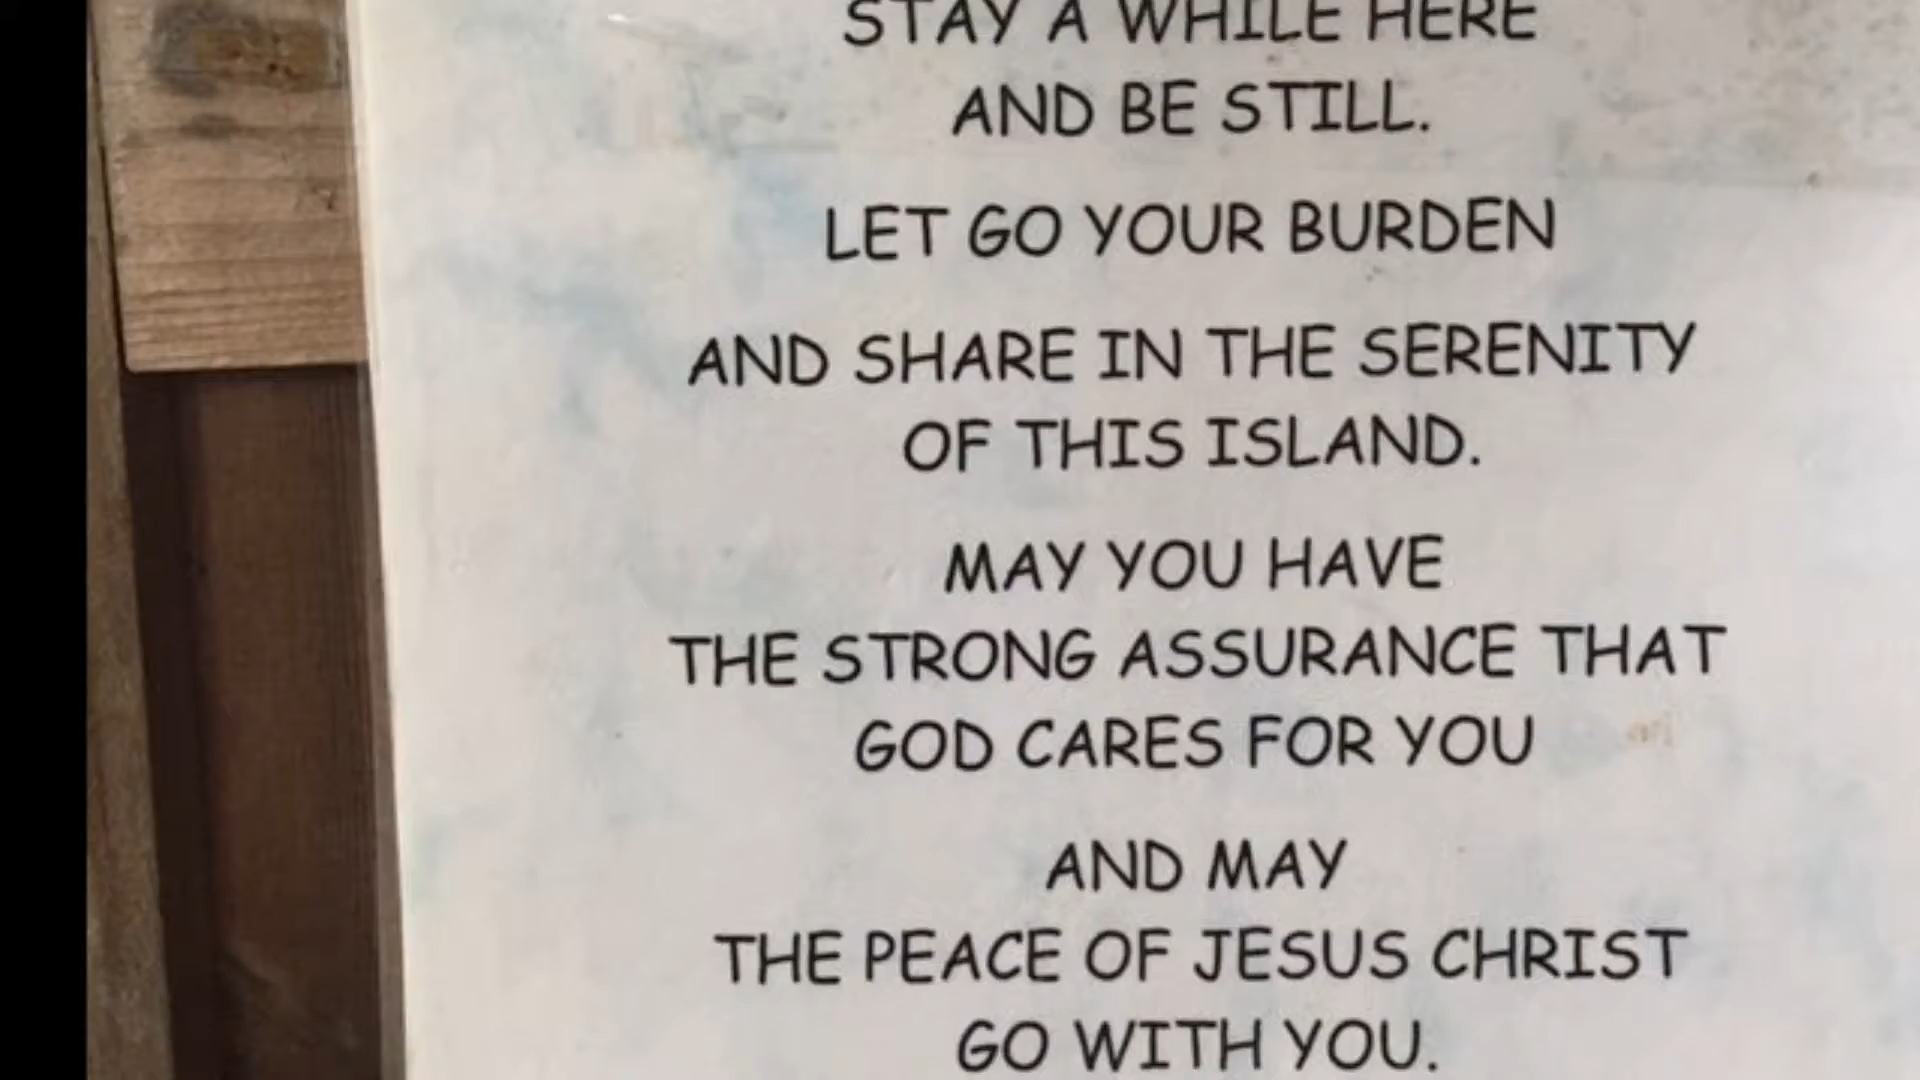 STAY A WHILE HERE
AND BE STILL.
LET GO YOUR BURDEN
AND SHARE IN THE SERENITY
OF THIS ISLAND.
MAY YOU HAVE
THE STRONG ASSURANCE THAT
GOD CARES FOR YOU
AND MAY
THE PEACE OF JESUS CHRIST
GO WITH YOU.